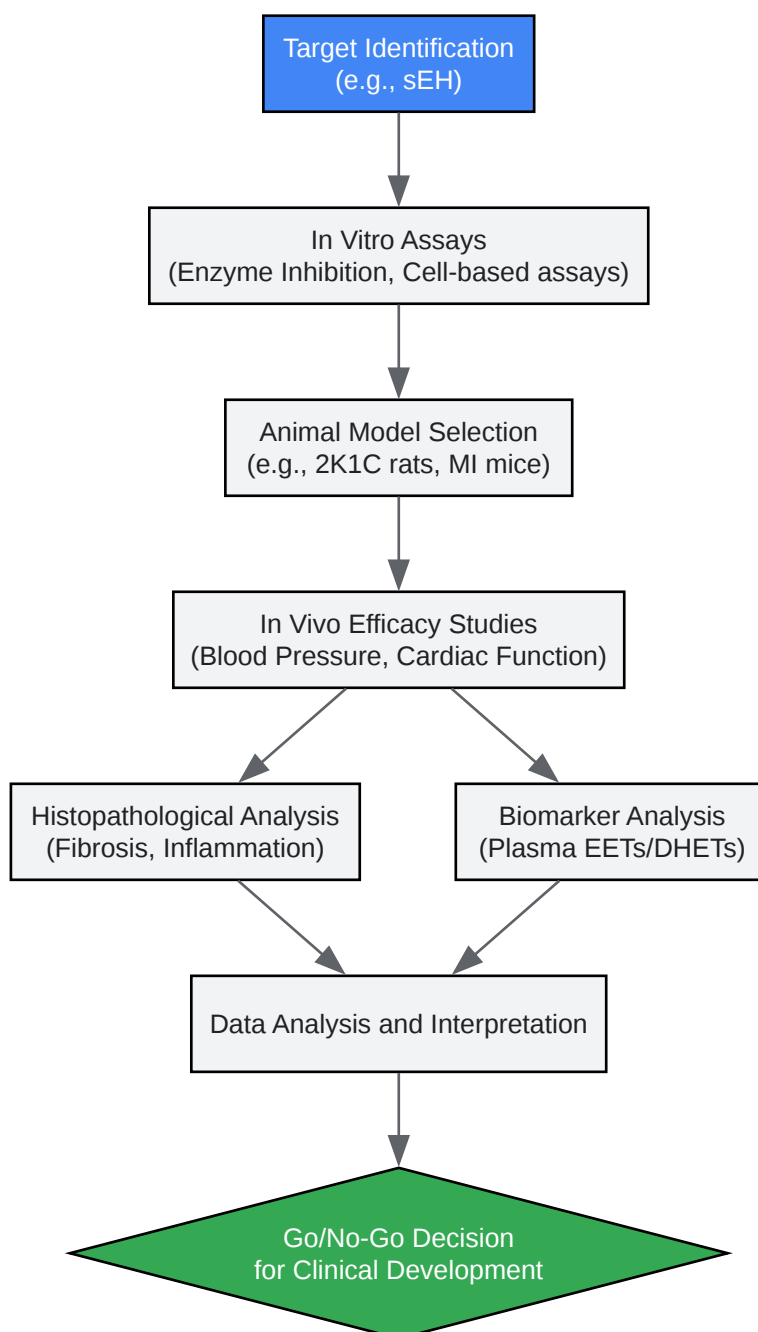 Target Identification
(e.g., sEH)
In Vitro Assays
(Enzyme Inhibition, Cell-based assays)
Animal Model Selection
(e.g., 2K1C rats, MI mice)
In Vivo Efficacy Studies
(Blood Pressure, Cardiac Function)
Histopathological Analysis
(Fibrosis, Inflammation)
Biomarker Analysis
(Plasma EETs/DHETs)
Data Analysis and Interpretation
Go/No-Go Decision
for Clinical Development